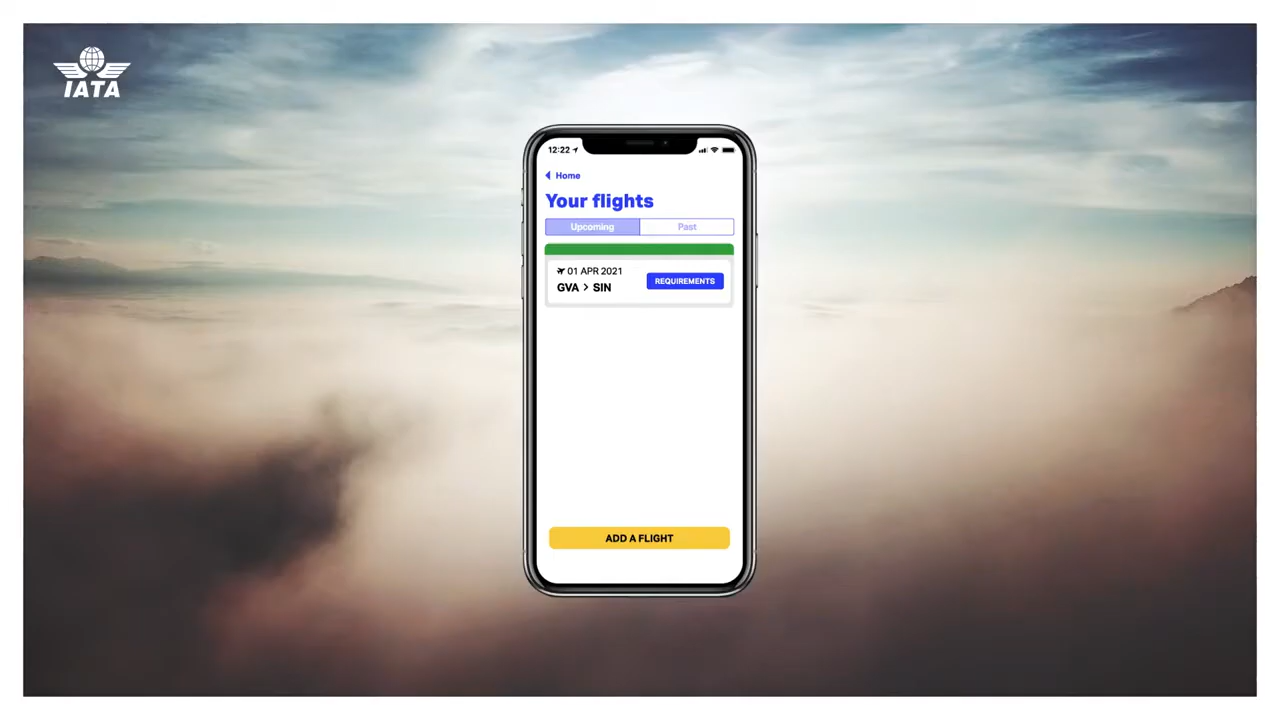 IATA
12:22
Home
Your flights
Upcoming
Past
01 APR 2021
GVA > SIN
REQUIREMENTS
ADD A FLIGHT